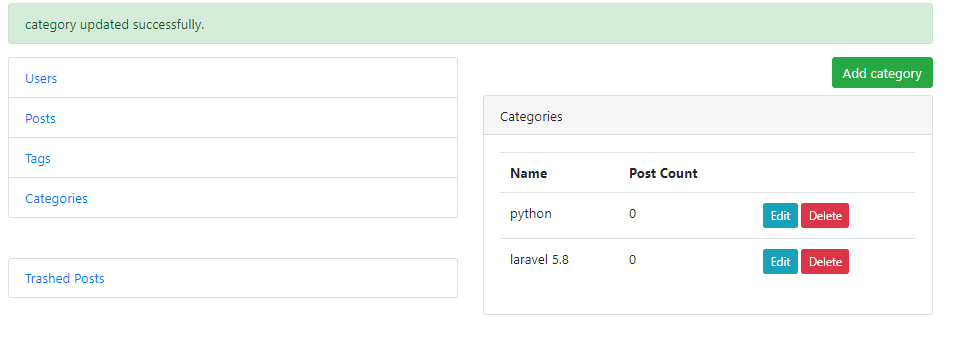 category updated successfully.
Users
Posts
Tags
Categories
Trashed Posts
Add category
Categories
Name Post Count
python 0 Edit Delete
laravel 5.8 0 Edit Delete